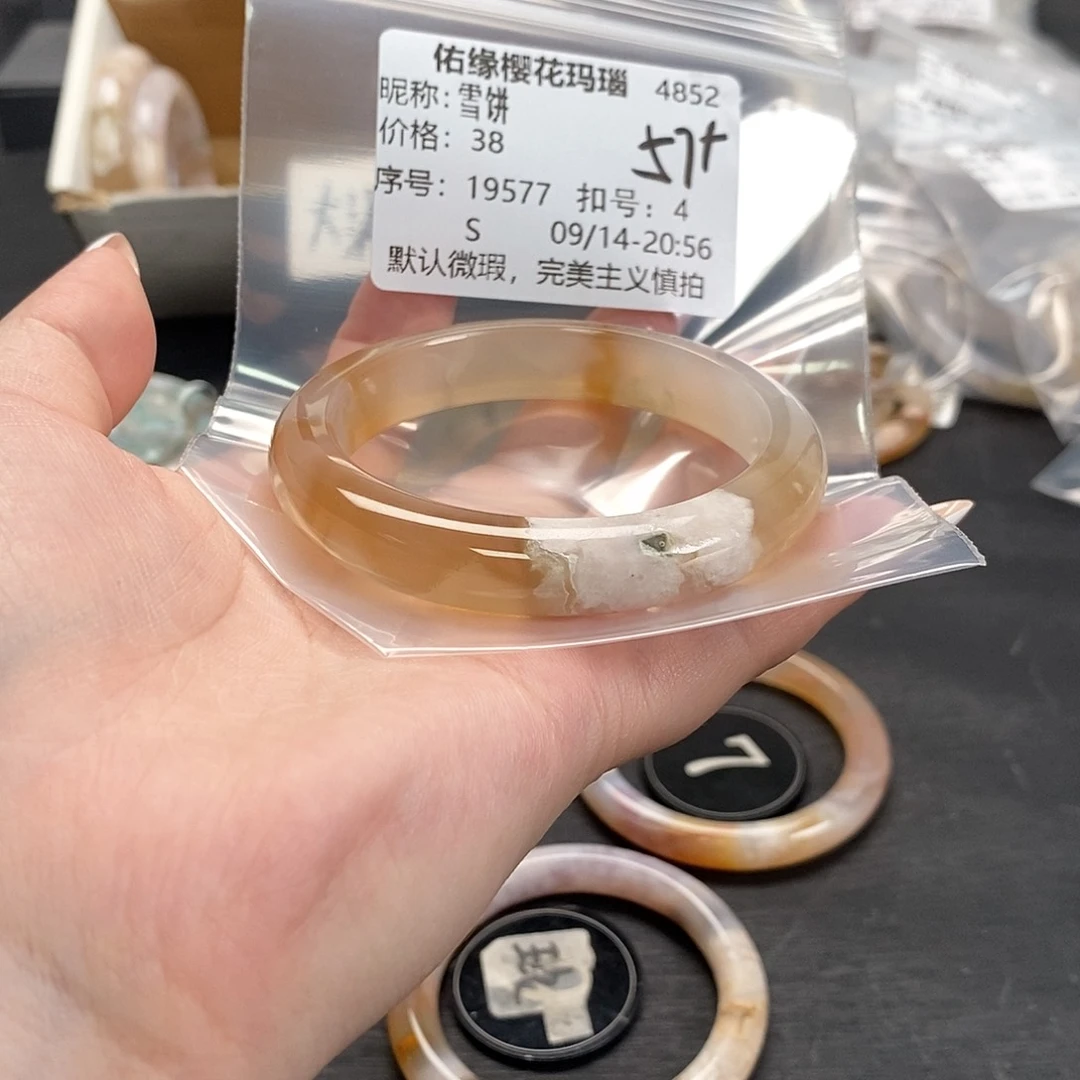 佑缘樱花玛瑙 4852
昵称：雪饼
价格：38
57+
序号：19577 扣号：4
S 09/14-20:56
默认微瑕，完美主义慎拍
7